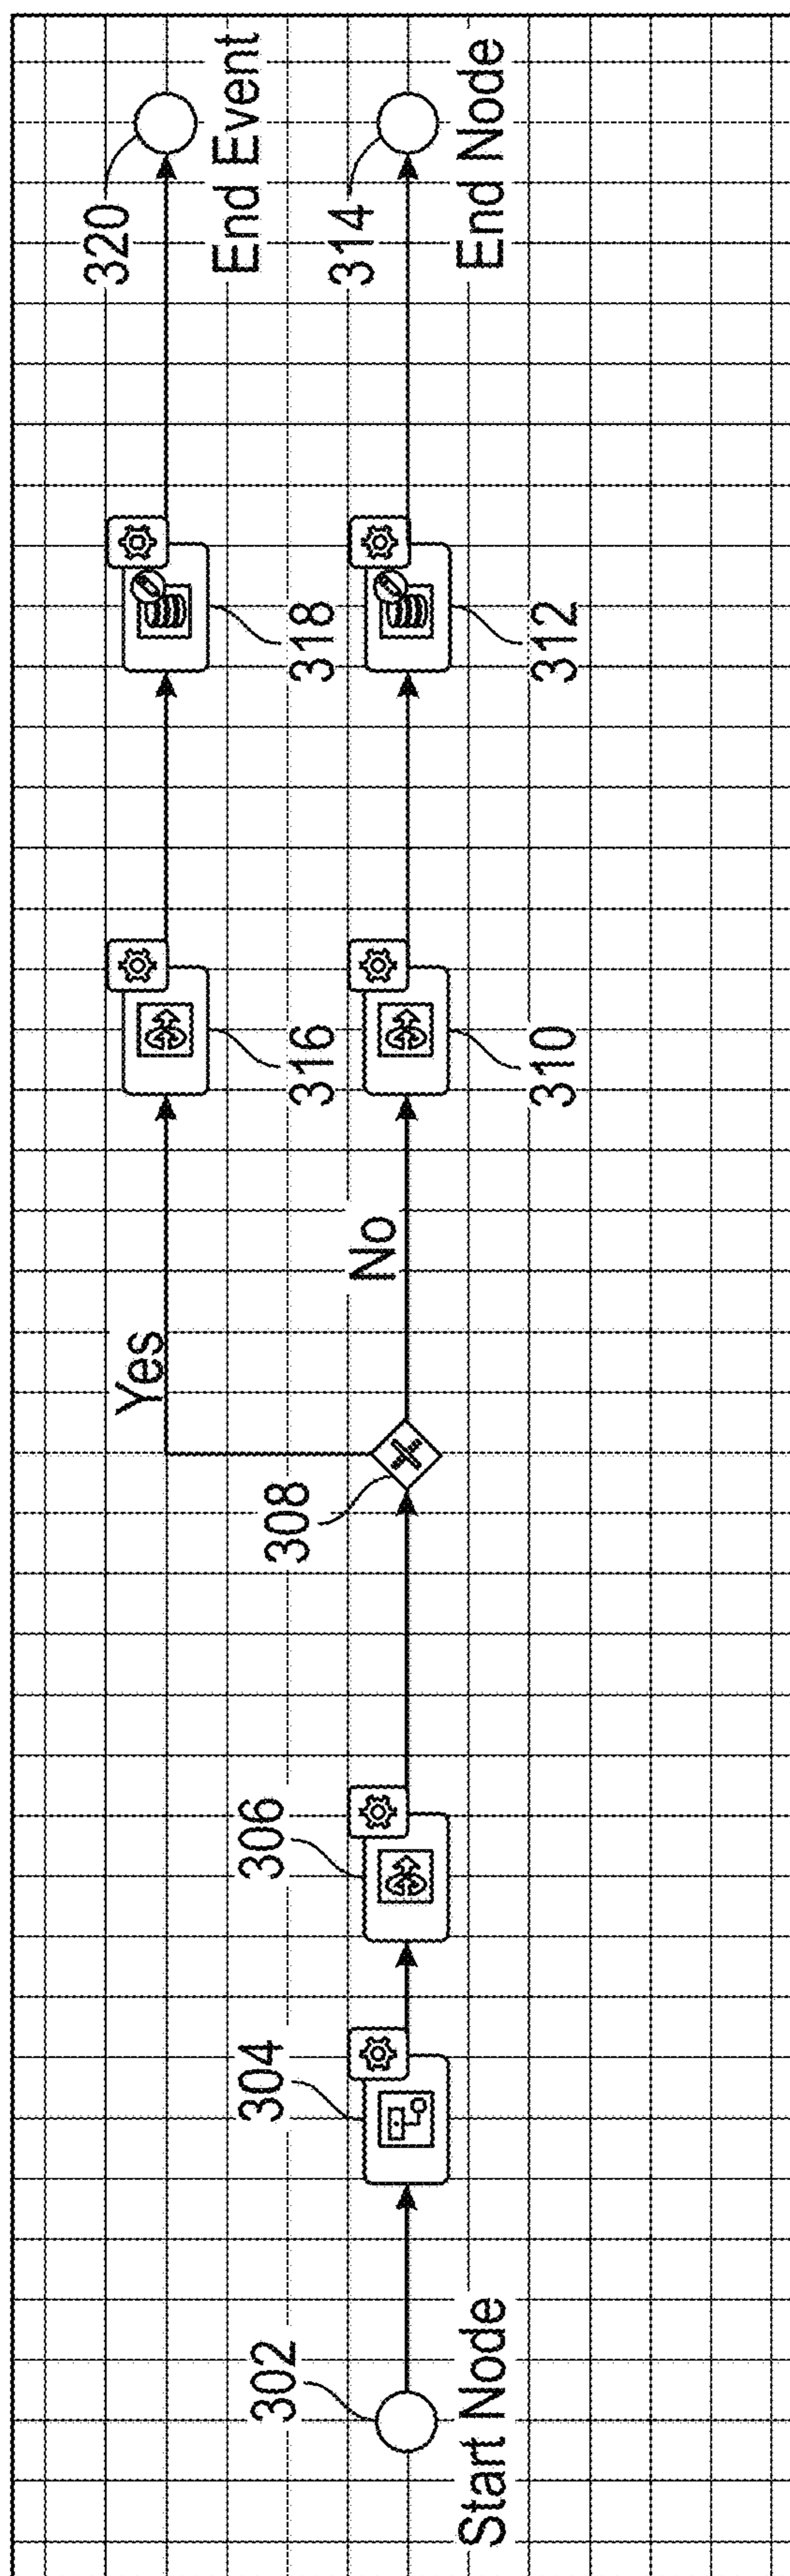 320
End Event
318
316
Yes
314
End Node
312
310
No
308
306
304
302
Start Node